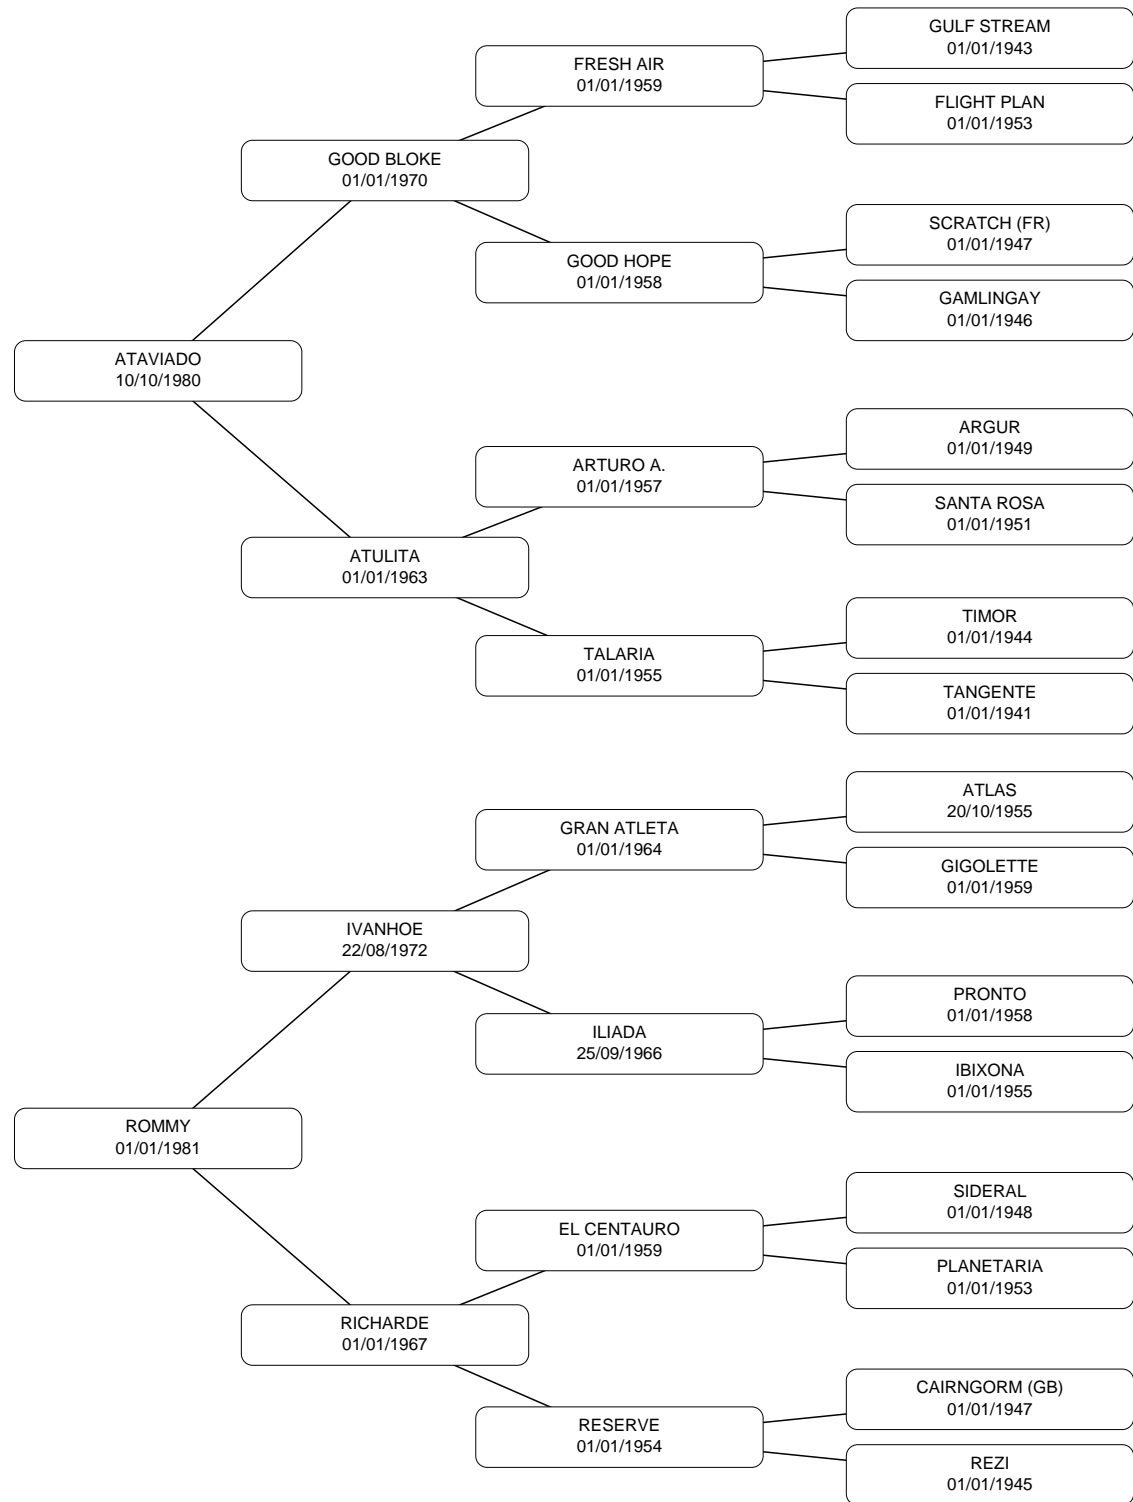 GULF STREAM
01/01/1943
FRESH AIR
01/01/1959
FLIGHT PLAN
01/01/1953
GOOD BLOKE
01/01/1970
SCRATCH (FR)
01/01/1947
GOOD HOPE
01/01/1958
GAMLINGAY
01/01/1946
ATAVIADO
10/10/1980
ARGUR
01/01/1949
ARTURO A.
01/01/1957
SANTA ROSA
01/01/1951
ATULITA
01/01/1963
TIMOR
01/01/1944
TALARIA
01/01/1955
TANGENTE
01/01/1941
ATLAS
20/10/1955
GRAN ATLETA
01/01/1964
GIGOLETTE
01/01/1959
IVANHOE
22/08/1972
PRONTO
01/01/1958
ILIADA
25/09/1966
IBIXONA
01/01/1955
ROMMY
01/01/1981
SIDERAL
01/01/1948
EL CENTAURO
01/01/1959
PLANETARIA
01/01/1953
RICHARDE
01/01/1967
CAIRNGORM (GB)
01/01/1947
RESERVE
01/01/1954
REZI
01/01/1945